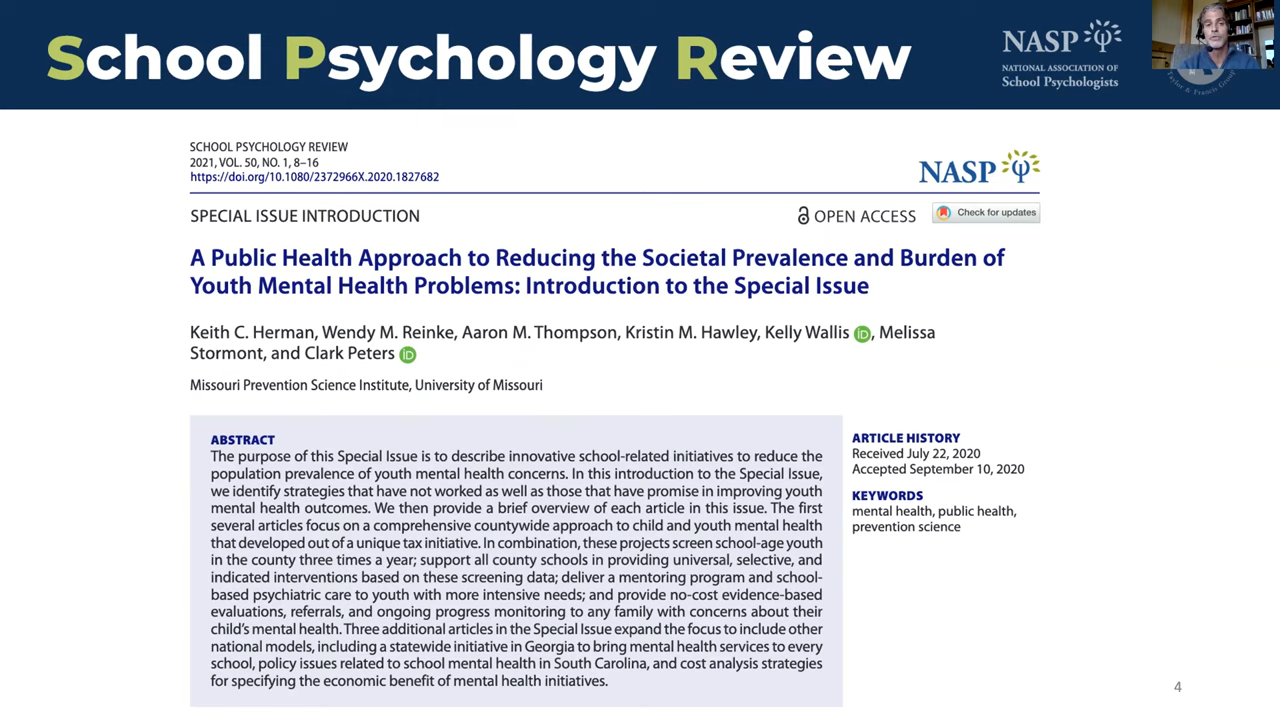 School Psychology Review
NASP
NATIONAL ASSOCIATION OF
School Psychologists
Taylor & Francis Group
SCHOOL PSYCHOLOGY REVIEW
2021, VOL. 50, NO. 1, 8–16
https://doi.org/10.1080/2372966X.2020.1827682
NASP
SPECIAL ISSUE INTRODUCTION
OPEN ACCESS
Check for updates
A Public Health Approach to Reducing the Societal Prevalence and Burden of
Youth Mental Health Problems: Introduction to the Special Issue
Keith C. Herman, Wendy M. Reinke, Aaron M. Thompson, Kristin M. Hawley, Kelly Wallis iD, Melissa
Stormont, and Clark Peters iD
Missouri Prevention Science Institute, University of Missouri
ABSTRACT
The purpose of this Special Issue is to describe innovative school-related initiatives to reduce the
population prevalence of youth mental health concerns. In this introduction to the Special Issue,
we identify strategies that have not worked as well as those that have promise in improving youth
mental health outcomes. We then provide a brief overview of each article in this issue. The first
several articles focus on a comprehensive countywide approach to child and youth mental health
that developed out of a unique tax initiative. In combination, these projects screen school-age youth
in the county three times a year; support all county schools in providing universal, selective, and
indicated interventions based on these screening data; deliver a mentoring program and school-
based psychiatric care to youth with more intensive needs; and provide no-cost evidence-based
evaluations, referrals, and ongoing progress monitoring to any family with concerns about their
child's mental health. Three additional articles in the Special Issue expand the focus to include other
national models, including a statewide initiative in Georgia to bring mental health services to every
school, policy issues related to school mental health in South Carolina, and cost analysis strategies
for specifying the economic benefit of mental health initiatives.
ARTICLE HISTORY
Received July 22, 2020
Accepted September 10, 2020
KEYWORDS
mental health, public health,
prevention science
4